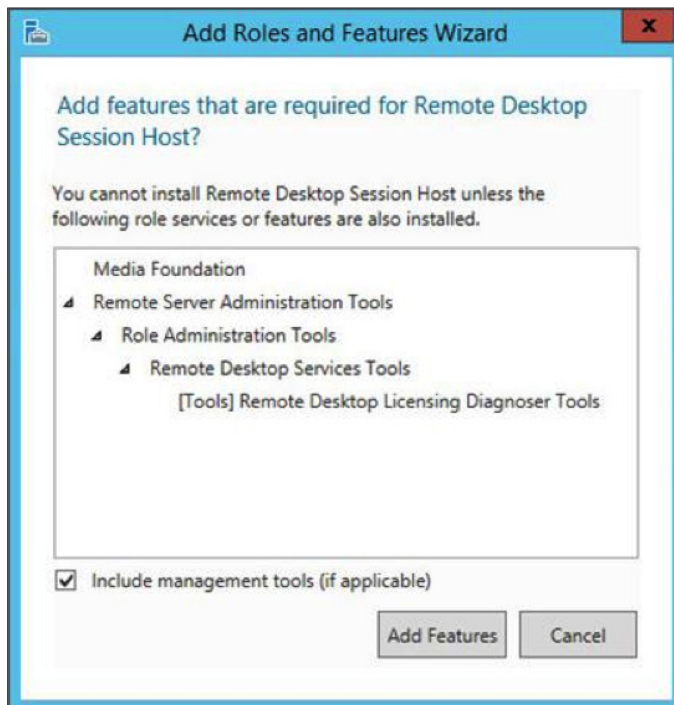 Add Roles and Features Wizard
x
Add features that are required for Remote Desktop
Session Host?
You cannot install Remote Desktop Session Host unless the
following role services or features are also installed.
Media Foundation
Remote Server Administration Tools
Role Administration Tools
Remote Desktop Services Tools
[Tools] Remote Desktop Licensing Diagnoser Tools
Include management tools (if applicable)
Add Features
Cancel